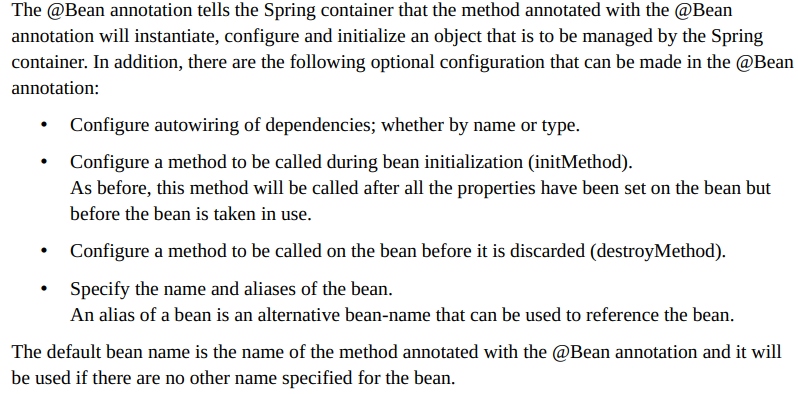 The @Bean annotation tells the Spring container that the method annotated with the @Bean
annotation will instantiate, configure and initialize an object that is to be managed by the Spring
container. In addition, there are the following optional configuration that can be made in the @Bean
annotation:
• Configure autowiring of dependencies; whether by name or type.
• Configure a method to be called during bean initialization (initMethod).
As before, this method will be called after all the properties have been set on the bean but
before the bean is taken in use.
• Configure a method to be called on the bean before it is discarded (destroyMethod).
• Specify the name and aliases of the bean.
An alias of a bean is an alternative bean-name that can be used to reference the bean.
The default bean name is the name of the method annotated with the @Bean annotation and it will
be used if there are no other name specified for the bean.